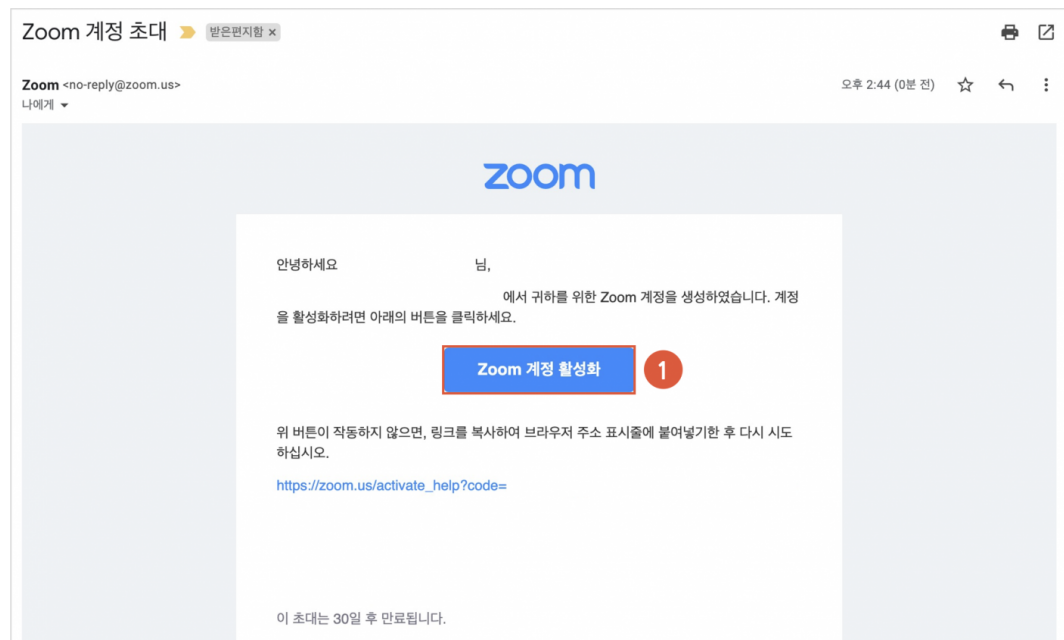 Zoom 계정 초대 받은편지함 ×
Zoom <no-reply@zoom.us> 오후 2:44 (0분 전)
나에게
zoom
안녕하세요 님,
에서 귀하를 위한 Zoom 계정을 생성하였습니다. 계정
을 활성화하려면 아래의 버튼을 클릭하세요.
Zoom 계정 활성화 1
위 버튼이 작동하지 않으면, 링크를 복사하여 브라우저 주소 표시줄에 붙여넣기한 후 다시 시도
하십시오.
https://zoom.us/activate_help?code=
이 초대는 30일 후 만료됩니다.